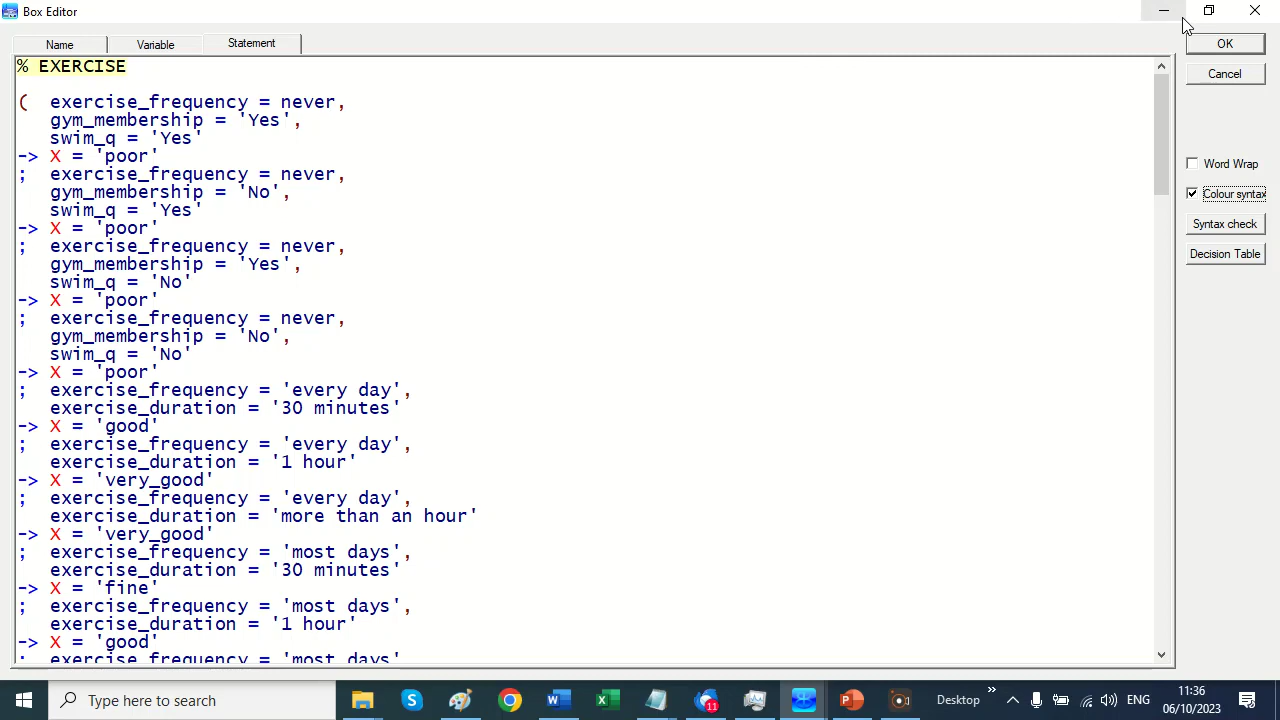 Box Editor
Name
Variable
Statement
OK
Cancel
Word Wrap
Colour syntax
Syntax check
Decision Table
% EXERCISE
(  exercise_frequency = never,
   gym_membership = 'Yes',
   swim_q = 'Yes'
-> X = 'poor'
;  exercise_frequency = never,
   gym_membership = 'No',
   swim_q = 'Yes'
-> X = 'poor'
;  exercise_frequency = never,
   gym_membership = 'Yes',
   swim_q = 'No'
-> X = 'poor'
;  exercise_frequency = never,
   gym_membership = 'No',
   swim_q = 'No'
-> X = 'poor'
;  exercise_frequency = 'every day',
   exercise_duration = '30 minutes'
-> X = 'good'
;  exercise_frequency = 'every day',
   exercise_duration = '1 hour'
-> X = 'very_good'
;  exercise_frequency = 'every day',
   exercise_duration = 'more than an hour'
-> X = 'very_good'
;  exercise_frequency = 'most days',
   exercise_duration = '30 minutes'
-> X = 'fine'
;  exercise_frequency = 'most days',
   exercise_duration = '1 hour'
-> X = 'good'
;  exercise_frequency = 'most days'
Type here to search
11
Desktop
ENG
11:36
06/10/2023